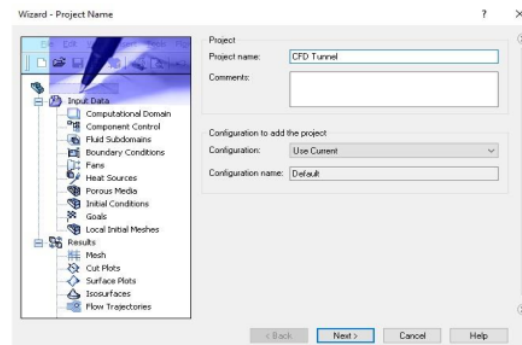 Wizard - Project Name
? ×
Input Data
Computational Domain
Component Control
Fluid Subdomains
Boundary Conditions
Fans
Heat Sources
Porous Media
Initial Conditions
Goals
Local Initial Meshes
Results
Mesh
Cut Plots
Surface Plots
Isosurfaces
Flow Trajectories
Project
Project name: CFD Tunnel
Comments:
Configuration to add the project
Configuration: Use Current
Configuration name: Default
< Back Next > Cancel Help